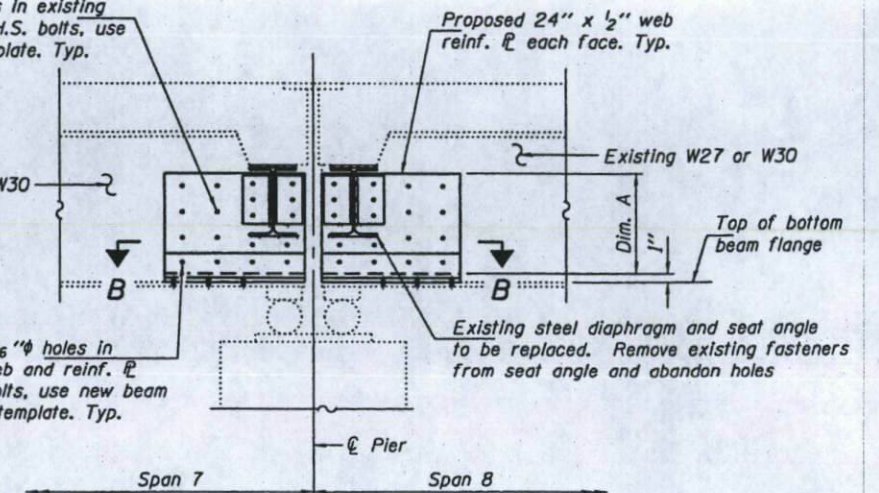 s in existing
H.S. bolts, use
plate. Typ.
Proposed 24" x 1/2" web
reinf. ℄ each face. Typ.
W30
Existing W27 or W30
Dim. A
1"
Top of bottom
beam flange
B
B
Existing steel diaphragm and seat angle
to be replaced. Remove existing fasteners
from seat angle and abandon holes
"ϕ holes in
eb and reinf. ℄
olts, use new beam
template. Typ.
℄ Pier
Span 7
Span 8